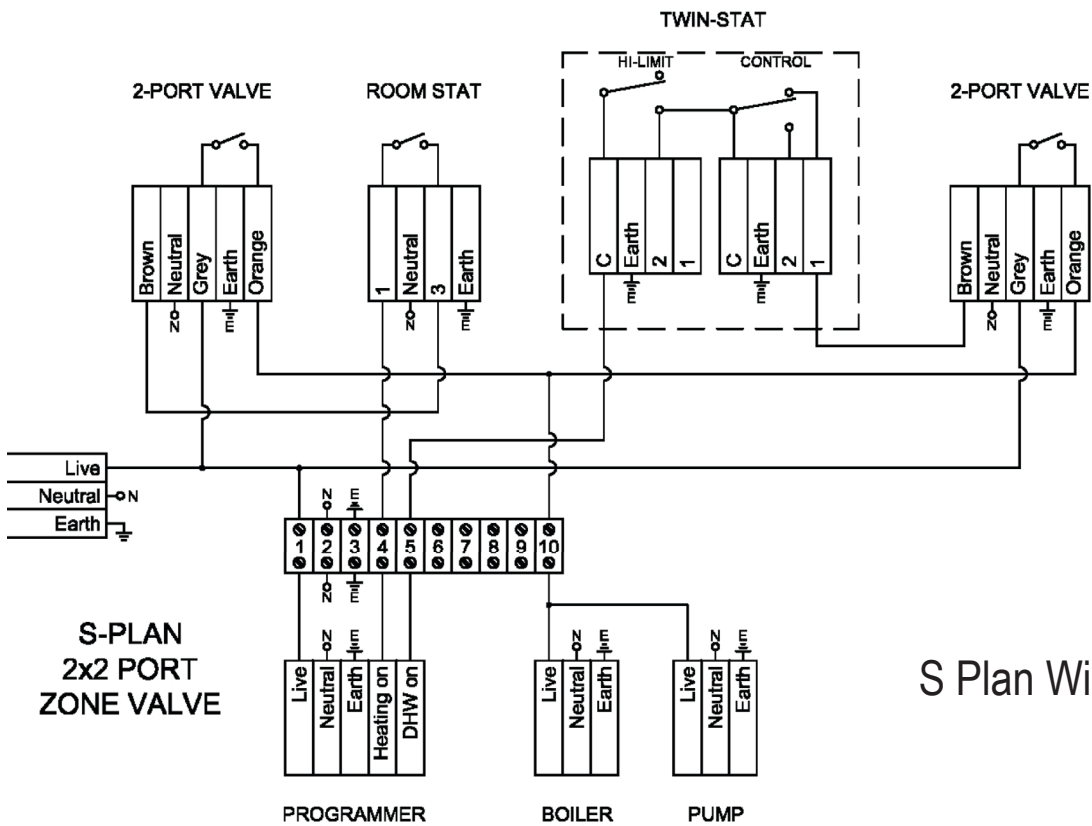 TWIN-STAT
HI-LIMIT
CONTROL
2-PORT VALVE
ROOM STAT
2-PORT VALVE
Brown
Neutral
Grey
Earth
Orange
N
E
1
Neutral
3
Earth
N
E
C
Earth
2
1
E
C
Earth
2
1
E
Brown
Neutral
Grey
Earth
Orange
N
E
Live
Neutral
Earth
N
N
E
1
2
3
4
5
6
7
8
9
10
N
E
S-PLAN
2x2 PORT
ZONE VALVE
N
E
Live
Neutral
Earth
Heating on
DHW on
N
E
Live
Neutral
Earth
N
E
Live
Neutral
Earth
S Plan Wi
PROGRAMMER
BOILER
PUMP